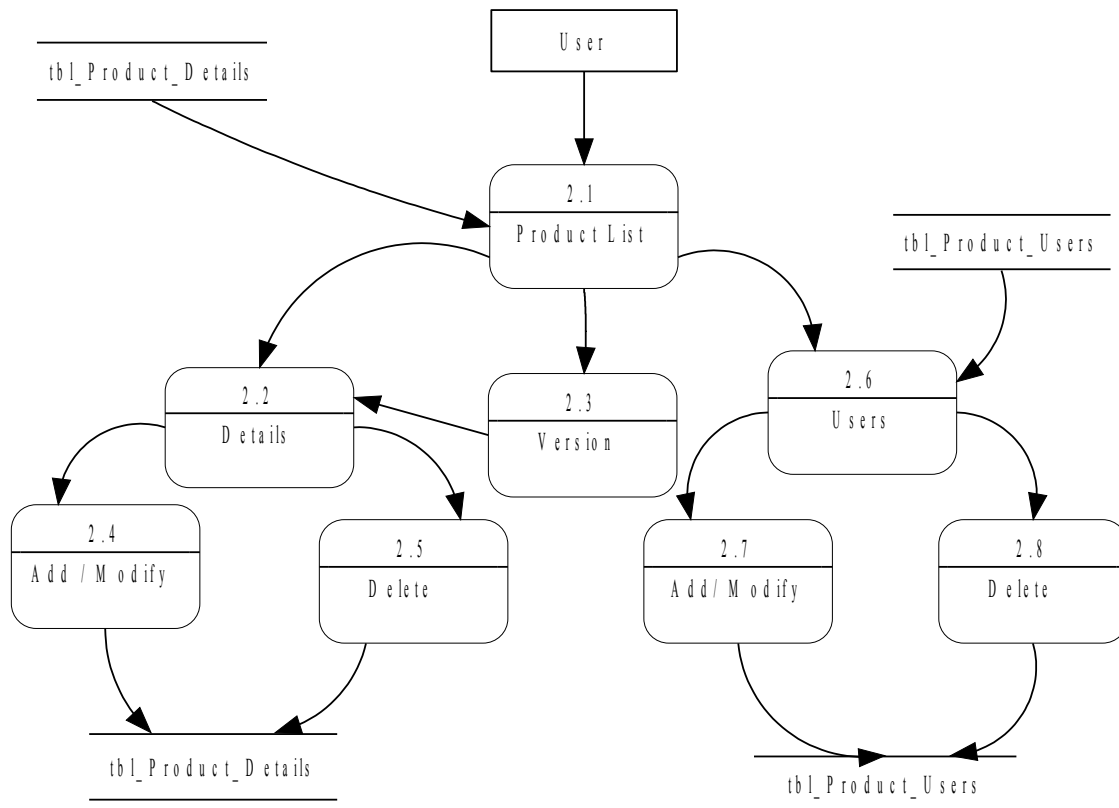 User
tbl_Product_Details
2.1
Product List
tbl_Product_Users
2.2
Details
2.3
Version
2.6
Users
2.4
Add / Modify
2.5
Delete
2.7
Add/ Modify
2.8
Delete
tbl_Product_Details
tbl_Product_Users